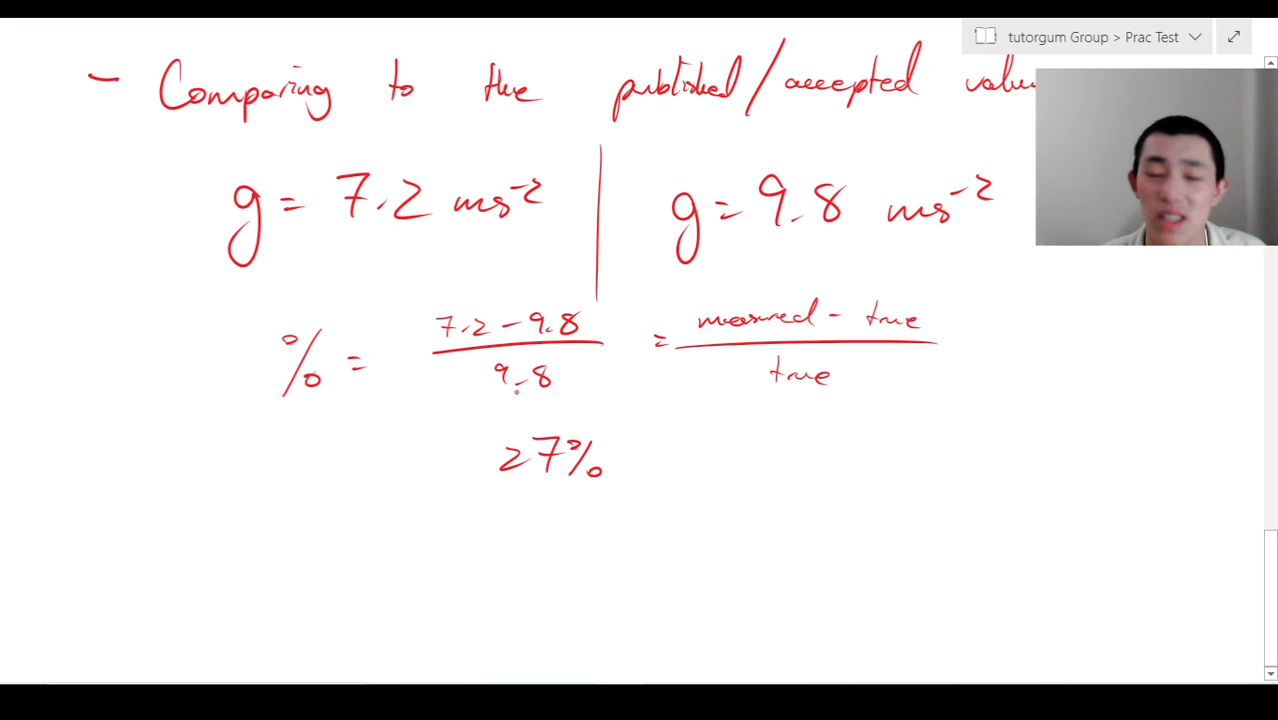 tutorgum Group > Prac Test
- Comparing to the published/accepted
g = 7.2 ms⁻² | g = 9.8 ms⁻²
% = (7.2 - 9.8)/9.8 = (measured - true)/true
27%